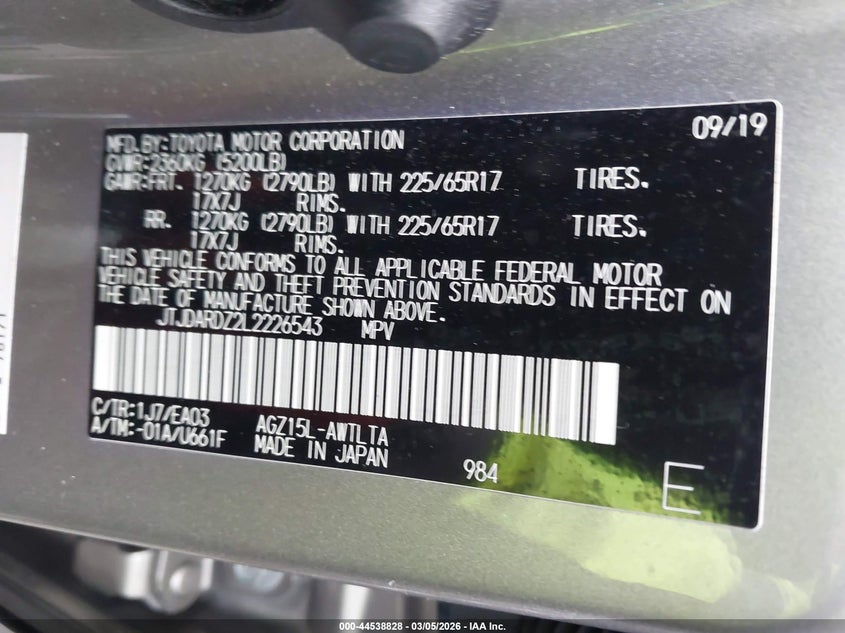 09/19
MFD.BY:TOYOTA MOTOR CORPORATION
GVWR:2360KG (5200LB)
GAWR:FRT. 1270KG (2790LB) WITH 225/65R17 TIRES.
17X7J RIMS.
RR. 1270KG (2790LB) WITH 225/65R17 TIRES.
17X7J RIMS.
THIS VEHICLE CONFORMS TO ALL APPLICABLE FEDERAL MOTOR
VEHICLE SAFETY AND THEFT PREVENTION STANDARDS IN EFFECT ON
THE DATE OF MANUFACTURE SHOWN ABOVE.
JTJDARDZ2L2226543 MPV
C/TR:1J7/EA03 AGZ15L-AWTLTA
A/TM:-01A/U661F MADE IN JAPAN
984
E
000-44538828 - 03/05/2026 - IAA Inc.